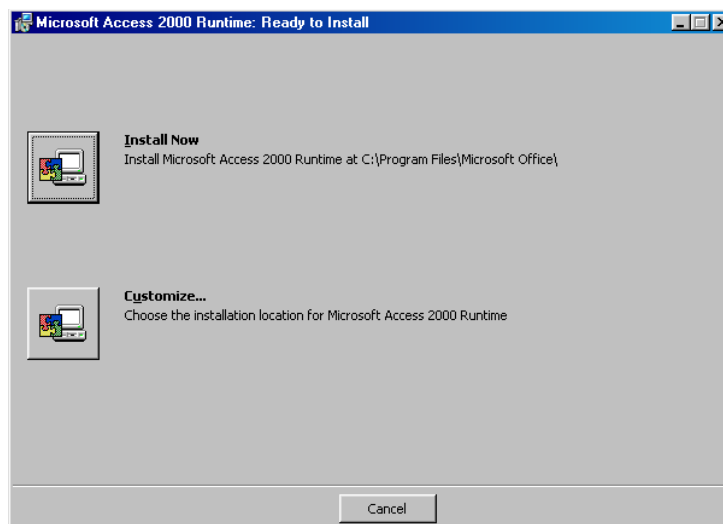 Microsoft Access 2000 Runtime: Ready to Install
Install Now
Install Microsoft Access 2000 Runtime at C:\Program Files\Microsoft Office\
Customize...
Choose the installation location for Microsoft Access 2000 Runtime
Cancel